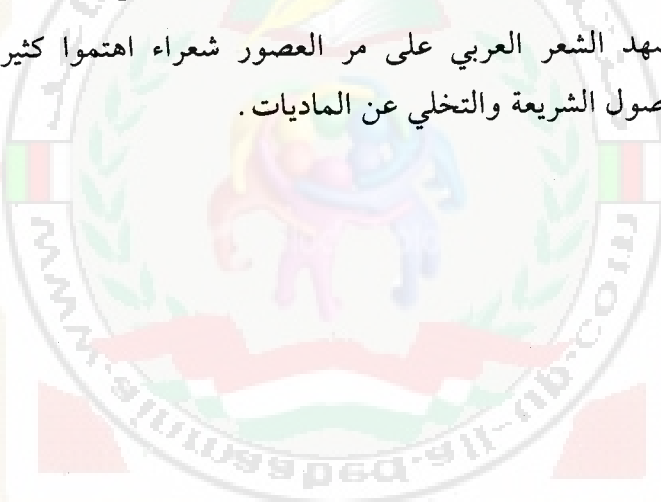 شهد الشعر العربي على مر العصور شعراء اهتموا كثير
صول الشريعة والتخلي عن الماديات.